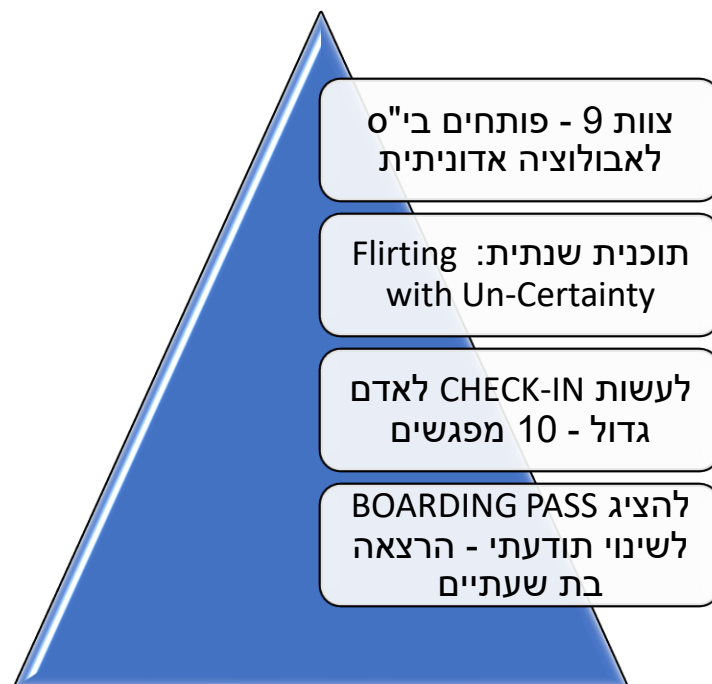 צוות 9 - פותחים בי"ס
לאבולוציה אדוניתית
תוכנית שנתית: Flirting
with Un-Certainty
לעשות CHECK-IN לאדם
גדול - 10 מפגשים
להציג BOARDING PASS
לשינוי תודעתי - הרצאה
בת שעתיים